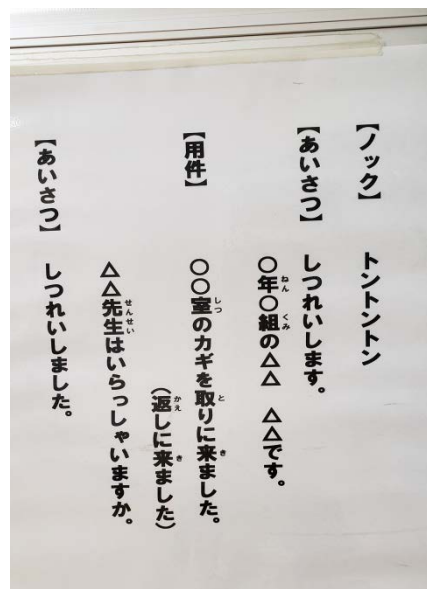 【ノック】 トントントン
【あいさつ】 しつれいします。
○年○組の△△ △△です。
【用件】 ○○室のカギを取りに来ました。
(返しに来ました)
△△先生はいらっしゃいますか。
【あいさつ】 しつれいしました。